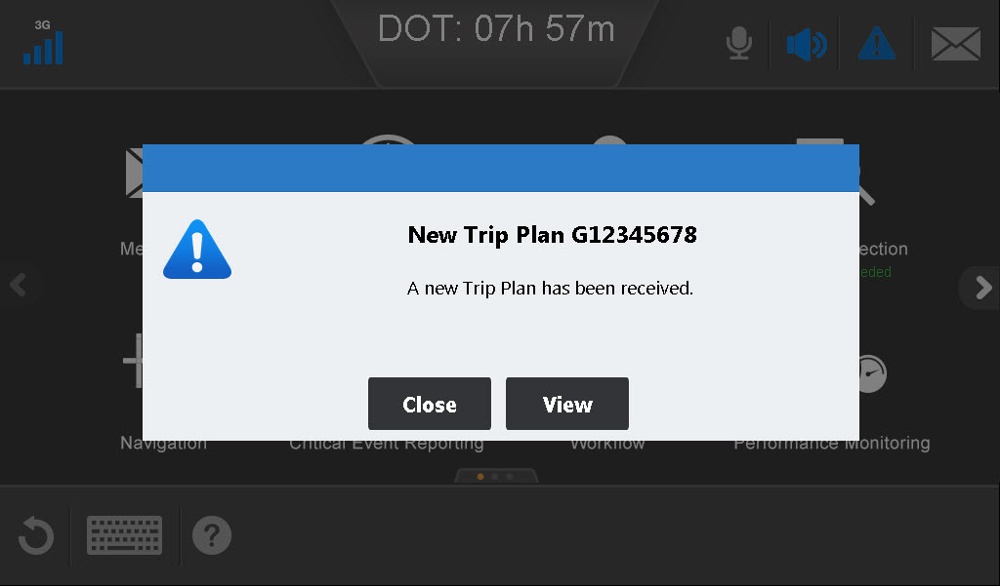 3G
DOT: 07h 57m
New Trip Plan G12345678
A new Trip Plan has been received.
Close
View
Navigation
Critical Event Reporting
Workflow
Performance Monitoring
?